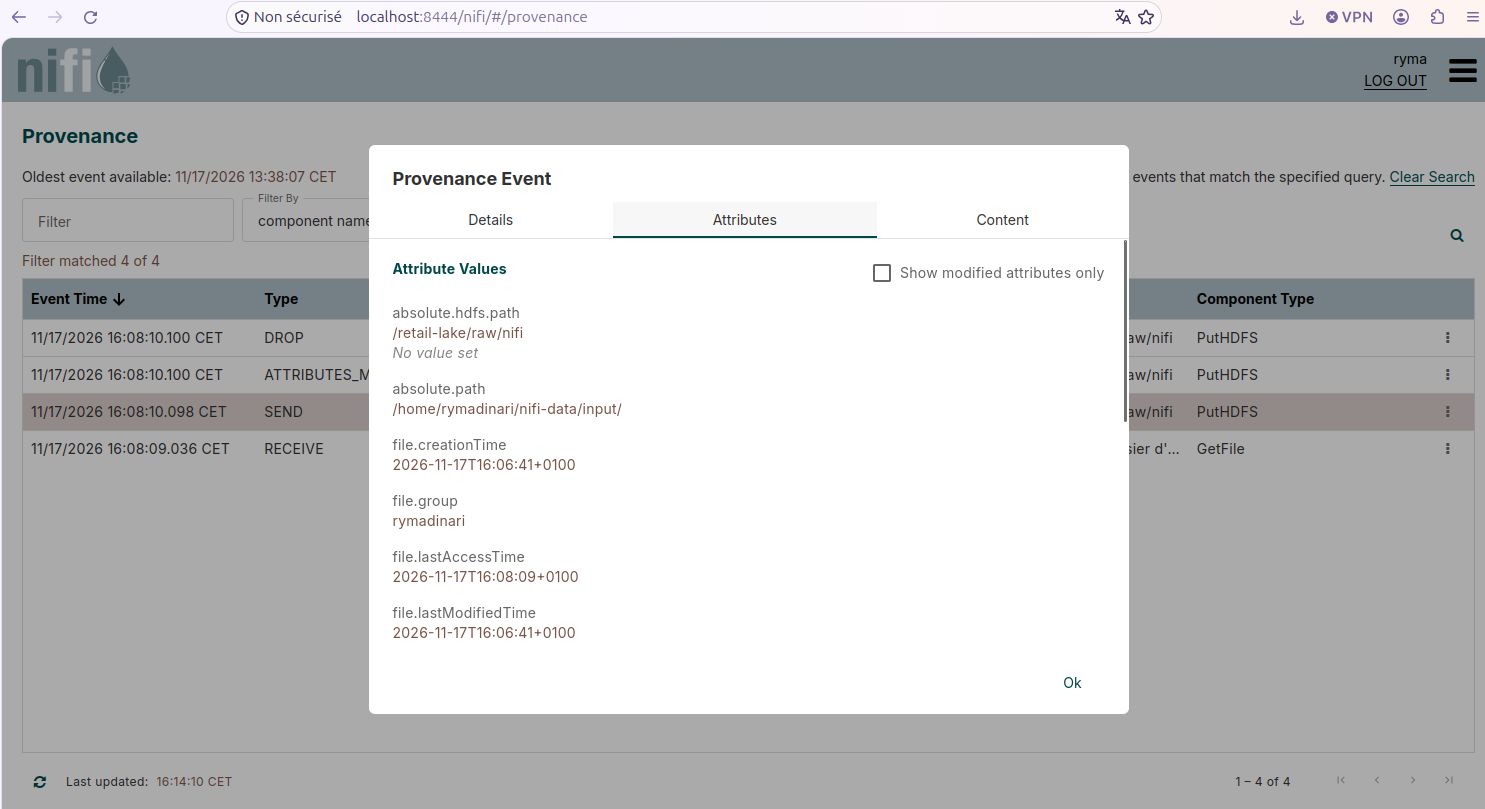 Non sécurisé localhost:8444/nifi/#/provenance VPN
nifi
ryma
LOG OUT
Provenance
Oldest event available: 11/17/2026 13:38:07 CET
events that match the specified query. Clear Search
Filter
Filter By
component name
Filter matched 4 of 4
Event Time Type Component Type
11/17/2026 16:08:10.100 CET DROP aw/nifi PutHDFS
11/17/2026 16:08:10.100 CET ATTRIBUTES_M aw/nifi PutHDFS
11/17/2026 16:08:10.098 CET SEND aw/nifi PutHDFS
11/17/2026 16:08:09.036 CET RECEIVE sier d'... GetFile
Provenance Event
Details Attributes Content
Attribute Values
Show modified attributes only
absolute.hdfs.path
/retail-lake/raw/nifi
No value set
absolute.path
/home/rymadinari/nifi-data/input/
file.creationTime
2026-11-17T16:06:41+0100
file.group
rymadinari
file.lastAccessTime
2026-11-17T16:08:09+0100
file.lastModifiedTime
2026-11-17T16:06:41+0100
Ok
Last updated: 16:14:10 CET
1 – 4 of 4